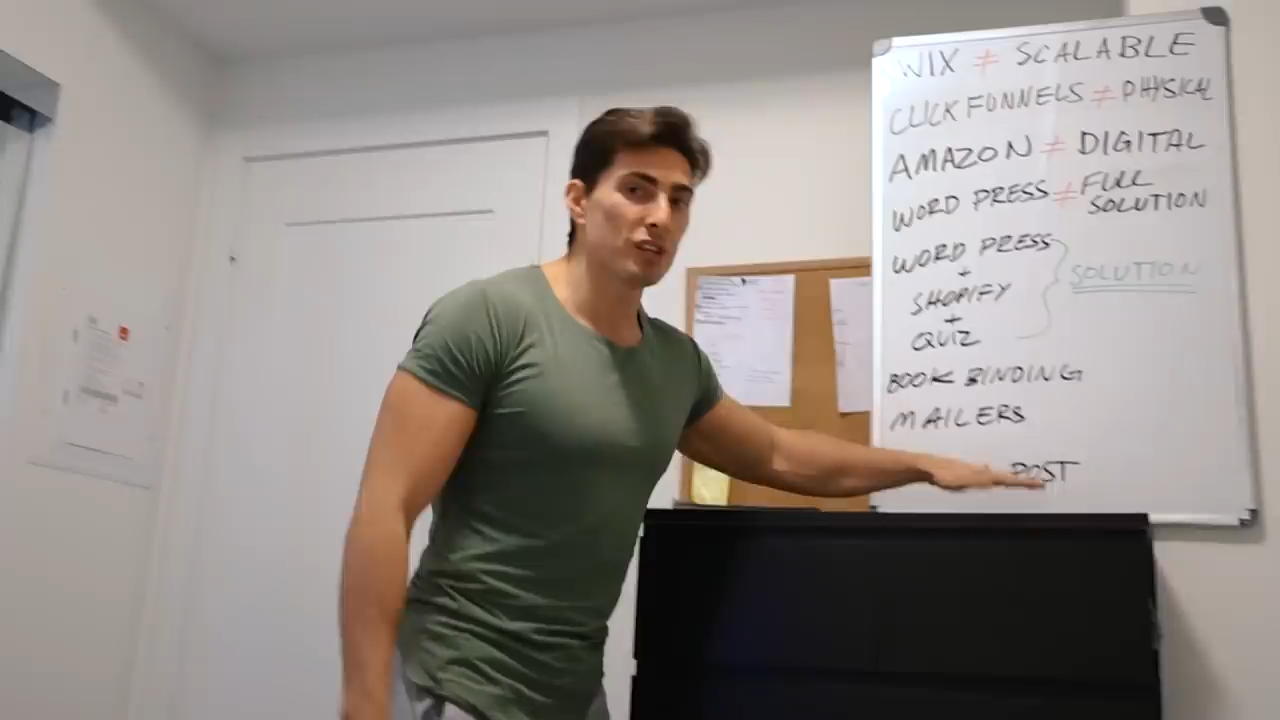 WIX ≠ SCALABLE
CLICK FUNNELS ≠ PHYSICAL
AMAZON ≠ DIGITAL
WORD PRESS ≠ FULL SOLUTION
WORD PRESS
+
SHOPIFY
+
QUIZ
SOLUTION
BOOK BINDING
MAILERS
POST